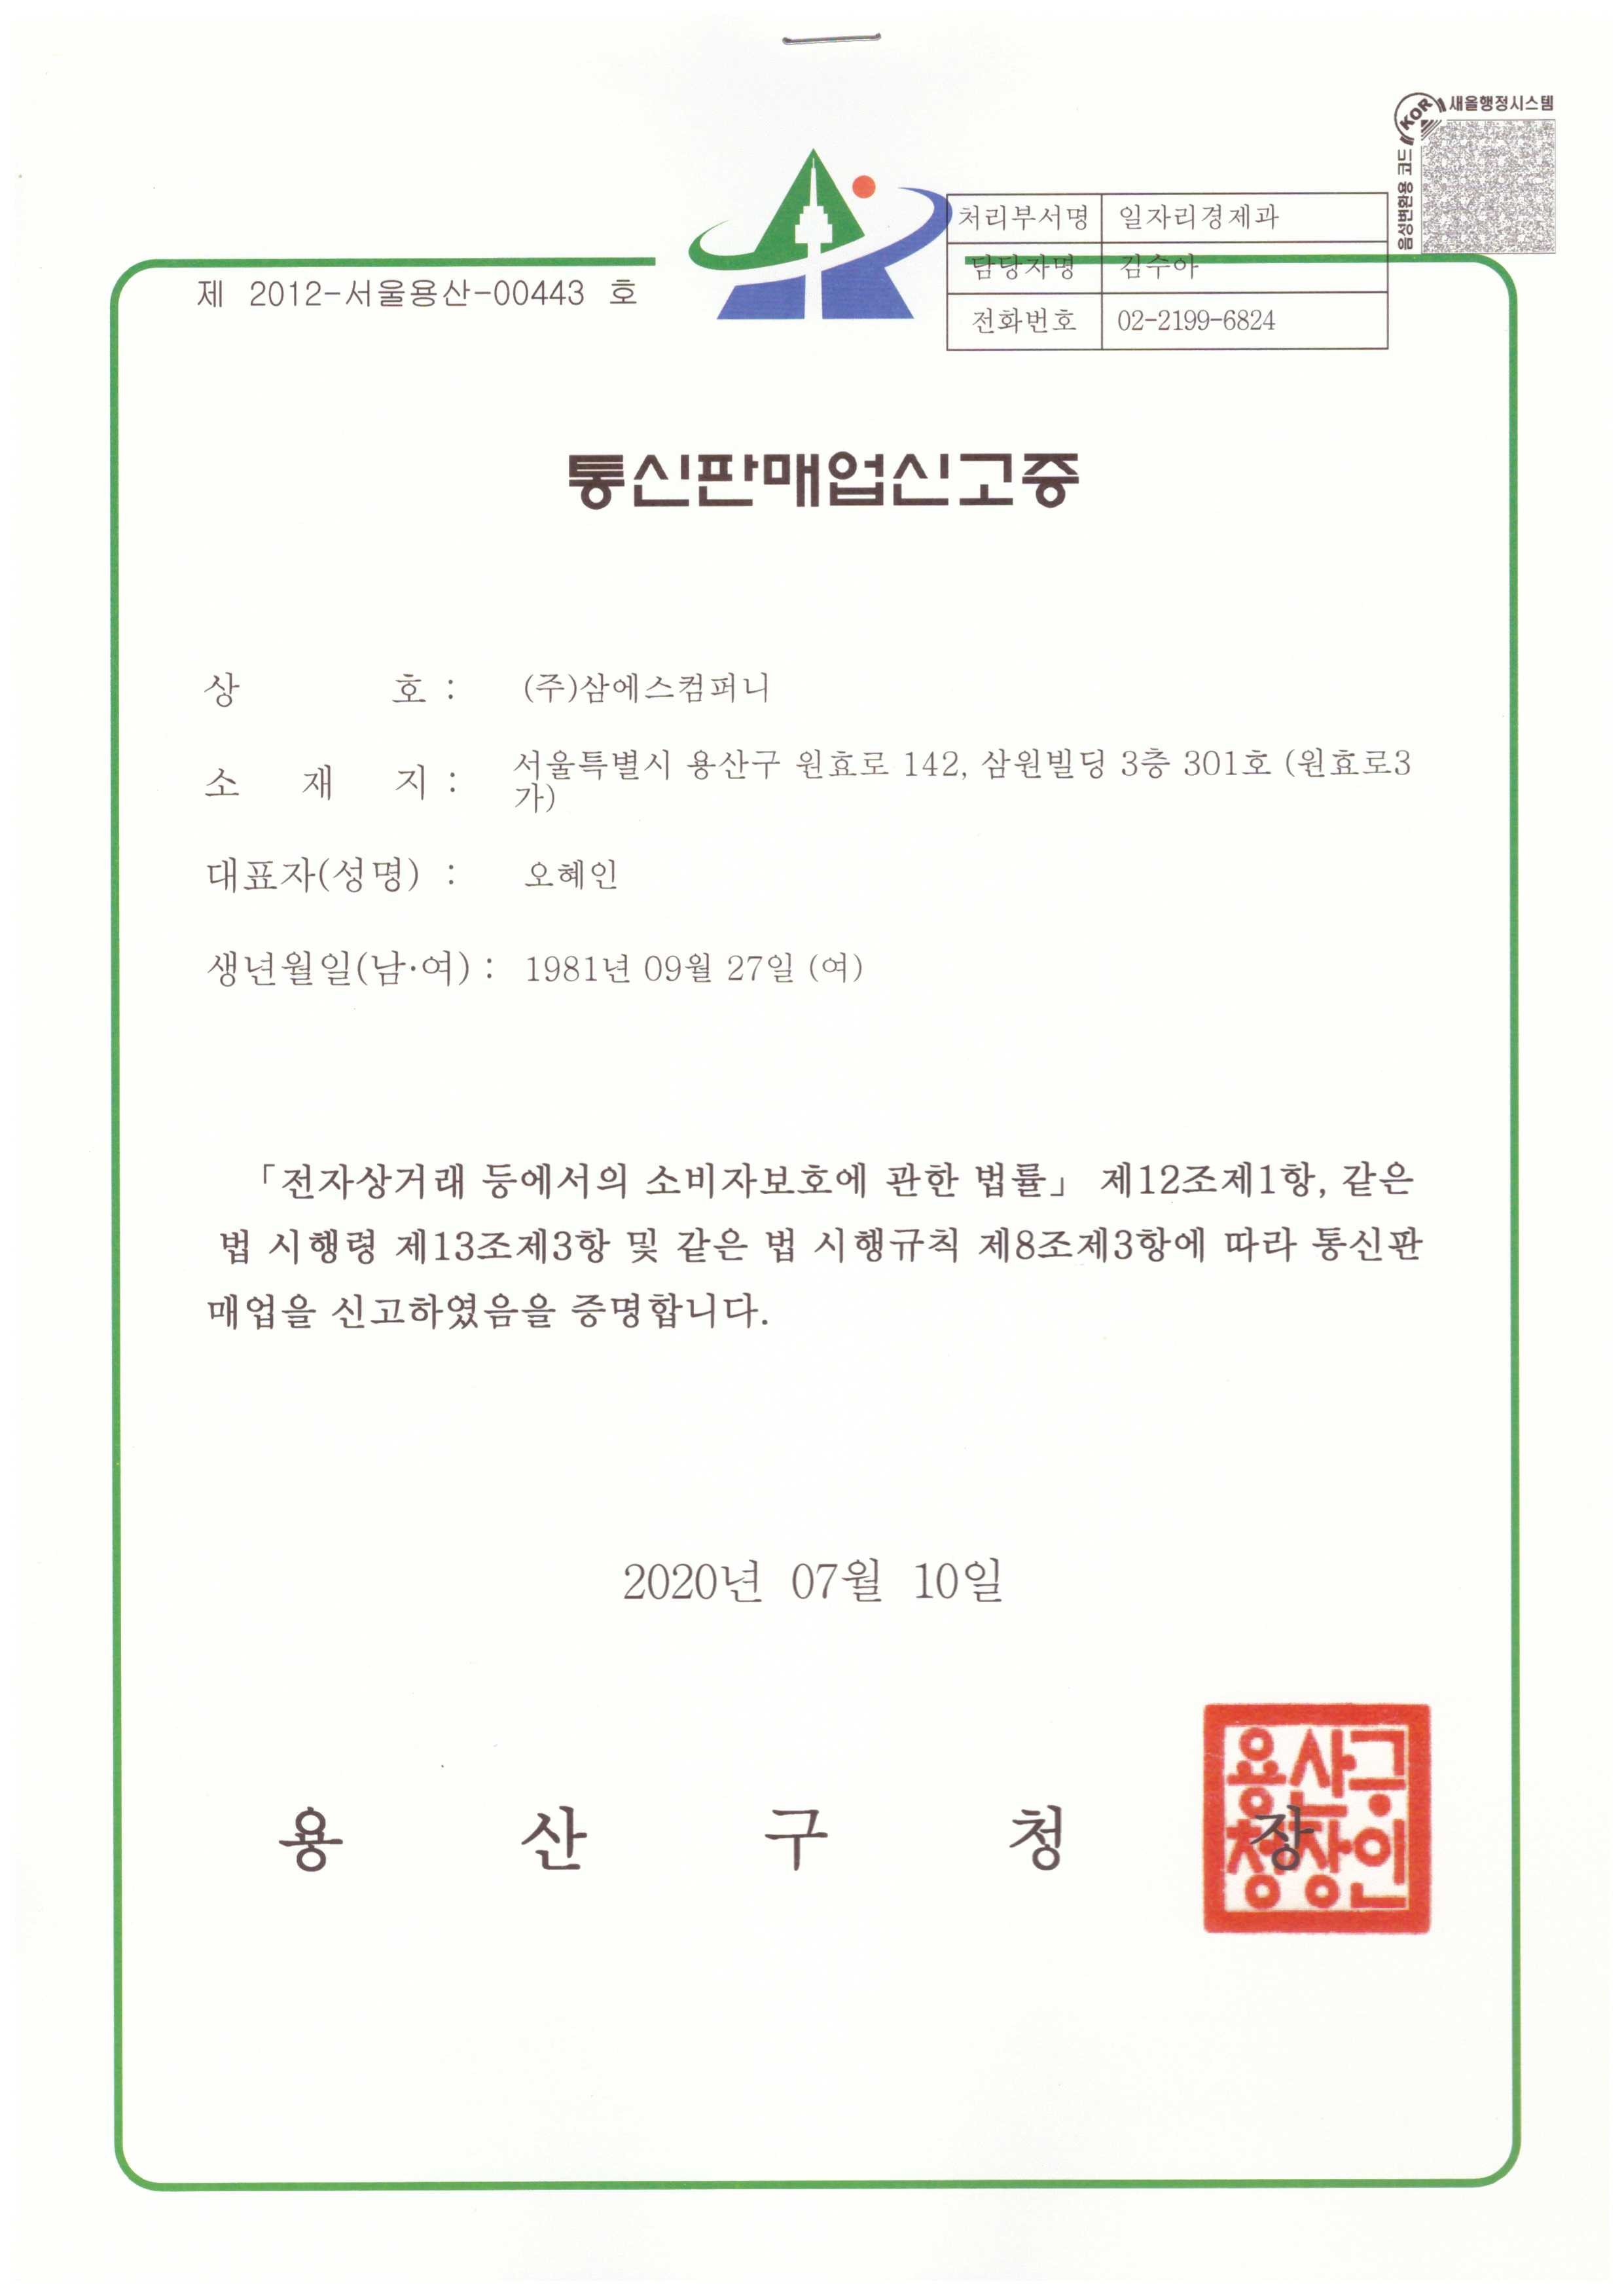 새올행정시스템
음성변환용 코드
KOR
처리부서명 일자리경제과
담당자명 김수아
전화번호 02-2199-6824
제 2012-서울용산-00443 호
통신판매업신고증
상 호 : (주)삼에스컴퍼니
소 재 지 : 서울특별시 용산구 원효로 142, 삼원빌딩 3층 301호 (원효로3
가)
대표자(성명) : 오혜인
생년월일(남·여) : 1981년 09월 27일 (여)
「전자상거래 등에서의 소비자보호에 관한 법률」 제12조제1항, 같은
법 시행령 제13조제3항 및 같은 법 시행규칙 제8조제3항에 따라 통신판
매업을 신고하였음을 증명합니다.
2020년 07월 10일
용 산 구 청 장
용산구
청장인